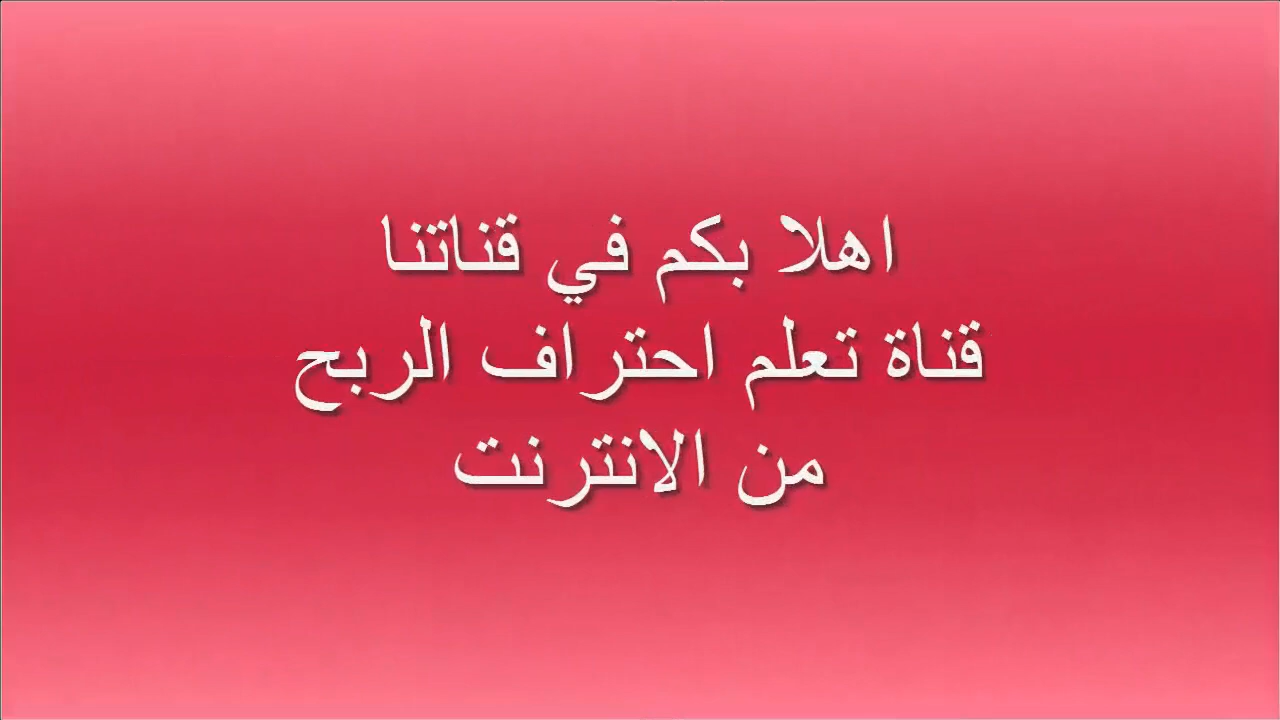 اهلا بكم في قناتنا
قناة تعلم احتراف الربح
من الانترنت